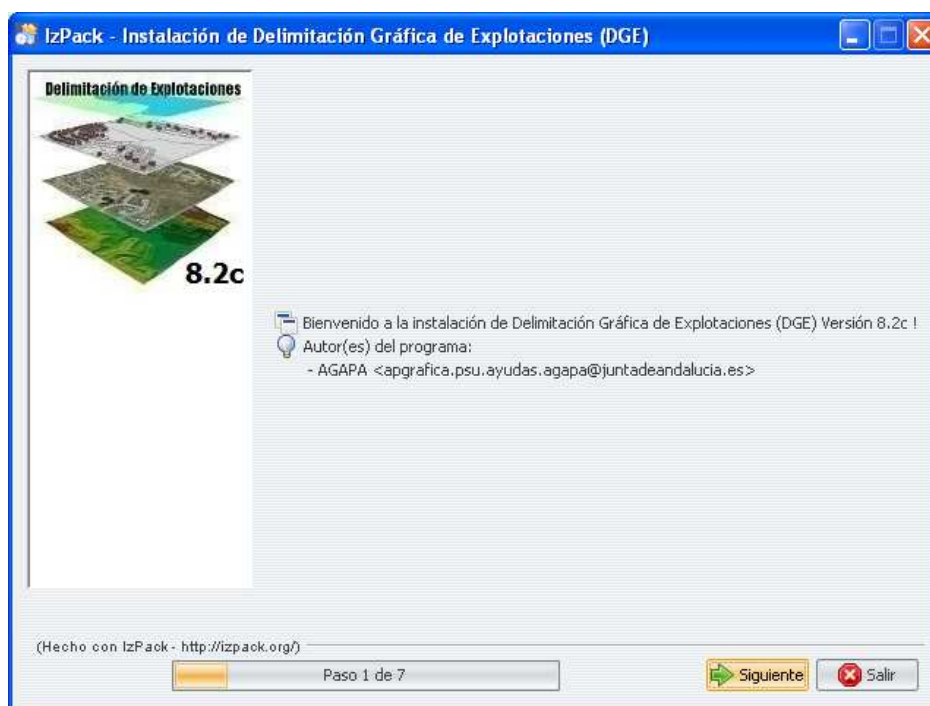 IzPack - Instalación de Delimitación Gráfica de Explotaciones (DGE)
Delimitación de Explotaciones
8.2c
Bienvenido a la instalación de Delimitación Gráfica de Explotaciones (DGE) Versión 8.2c !
Autor(es) del programa:
- AGAPA <apgrafica.psu.ayudas.agapa@juntadeandalucia.es>
(Hecho con IzPack - http://izpack.org/)
Paso 1 de 7
Siguiente
Salir